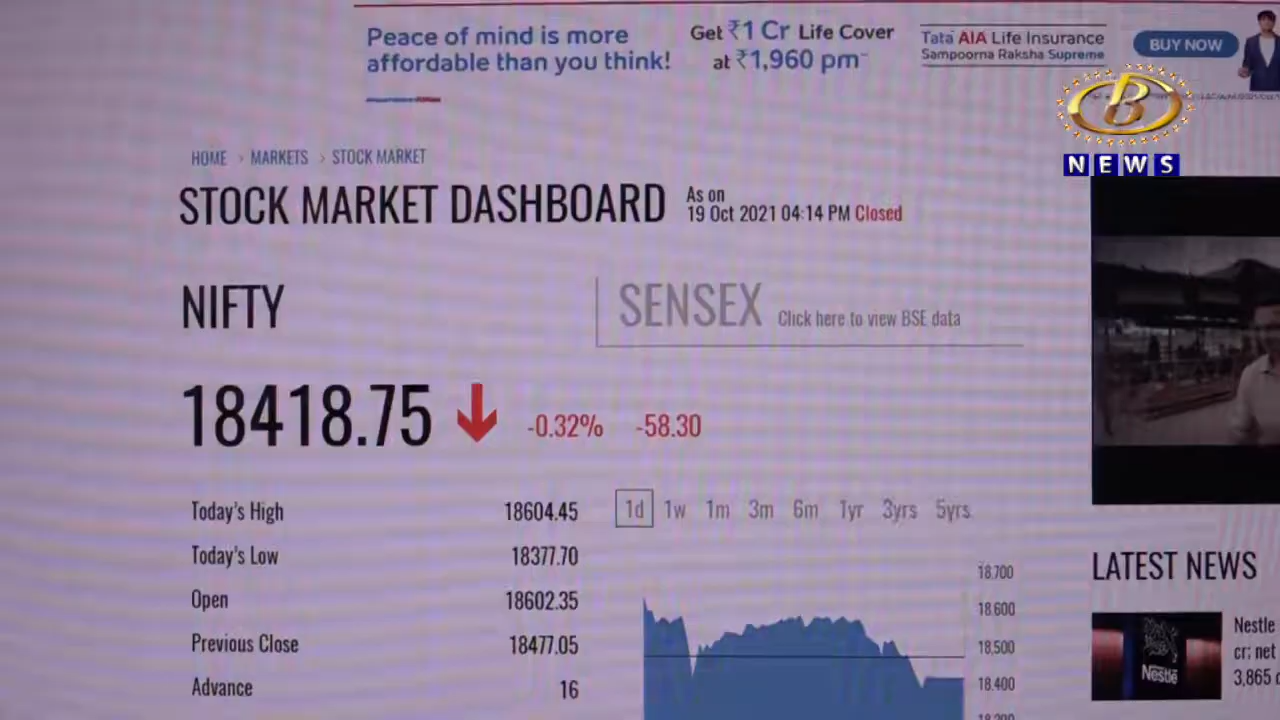 Peace of mind is more
affordable than you think!
Get ₹1 Cr Life Cover
at ₹1,960 pm~
Tata AIA Life Insurance
Sampoorna Raksha Supreme
BUY NOW
B
NEWS
HOME > MARKETS > STOCK MARKET
STOCK MARKET DASHBOARD
As on
19 Oct 2021 04:14 PM Closed
NIFTY
SENSEX Click here to view BSE data
18418.75 -0.32% -58.30
Today's High 18604.45
Today's Low 18377.70
Open 18602.35
Previous Close 18477.05
Advance 16
1d 1w 1m 3m 6m 1yr 3yrs 5yrs
18,700
18,600
18,500
18,400
LATEST NEWS
Nestlé
Nestle
cr; net
3,865